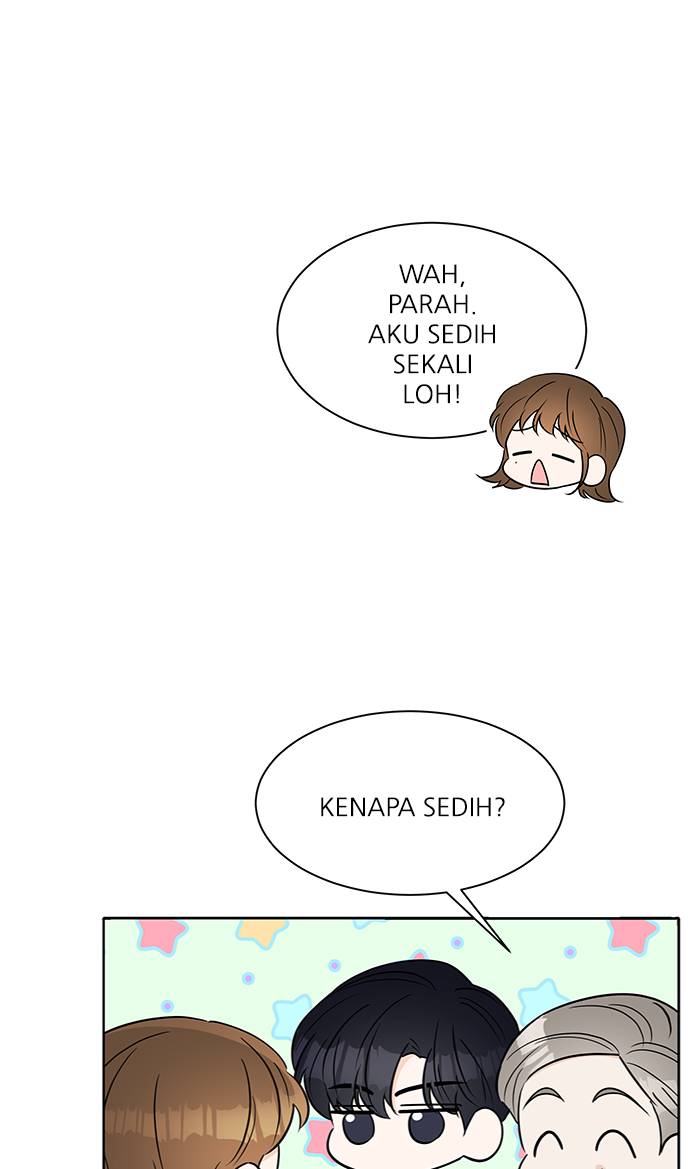 WAH,
PARAH.
AKU SEDIH
SEKALI
LOH!
KENAPA SEDIH?